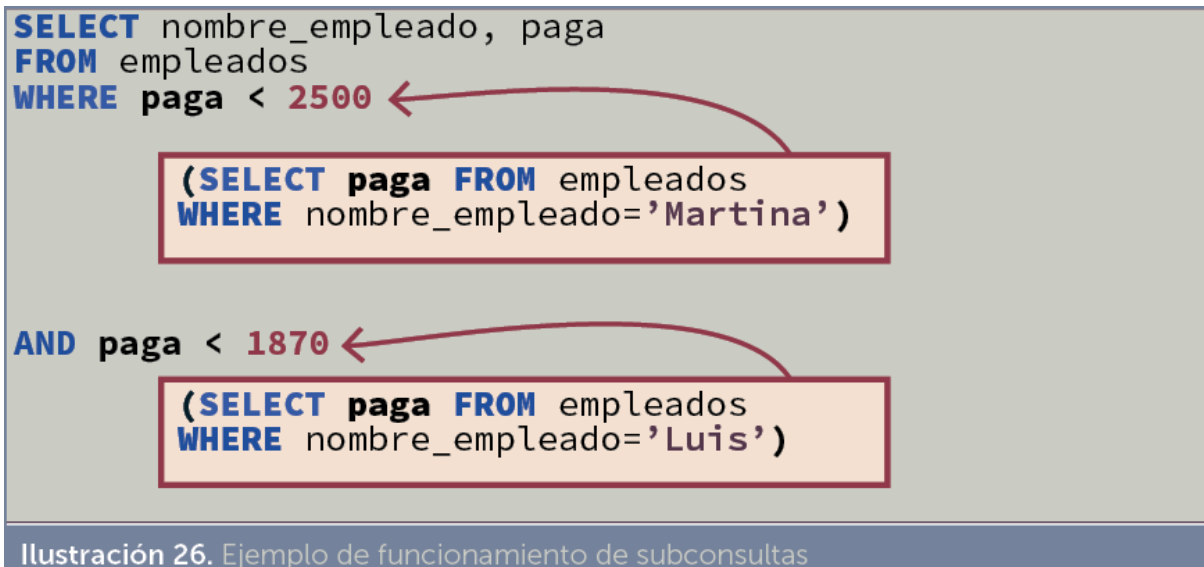 SELECT nombre_empleado, paga
FROM empleados
WHERE paga < 2500
(SELECT paga FROM empleados
WHERE nombre_empleado=’Martina’)
AND paga < 1870
(SELECT paga FROM empleados
WHERE nombre_empleado=’Luis’)
Ilustración 26. Ejemplo de funcionamiento de subconsultas